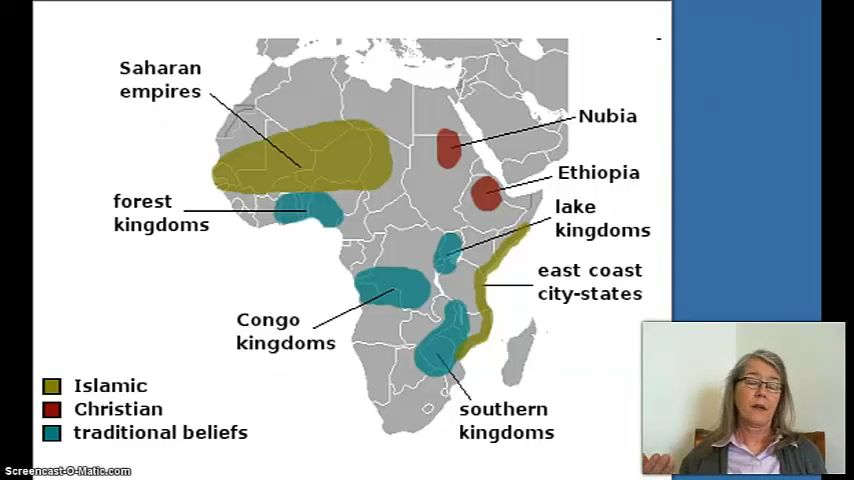 Saharan
empires
Nubia
Ethiopia
forest
kingdoms
lake
kingdoms
east coast
city-states
Congo
kingdoms
Islamic
Christian
traditional beliefs
southern
kingdoms
Screencast-O-Matic.com